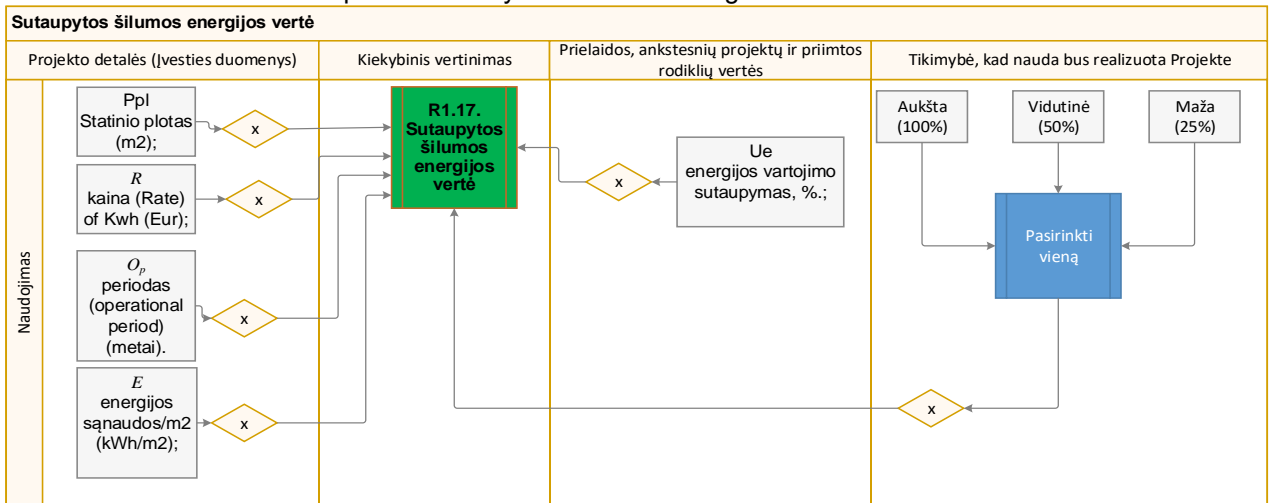 Sutaupytos šilumos energijos vertė
Projekto detalės (Įvesties duomenys)
Kiekybinis vertinimas
Prielaidos, ankstesnių projektų ir priimtos
rodiklių vertės
Tikimybė, kad nauda bus realizuota Projekte
Naudojimas
Ppl
Statinio plotas
(m2);
x
R
kaina (Rate)
of Kwh (Eur);
x
Op
periodas
(operational
period)
(metai).
x
E
energijos
sąnaudos/m2
(kWh/m2);
x
R1.17.
Sutaupytos
šilumos
energijos
vertė
x
Ue
energijos vartojimo
sutaupymas, %.;
Aukšta
(100%)
Vidutinė
(50%)
Maža
(25%)
Pasirinkti
vieną
x